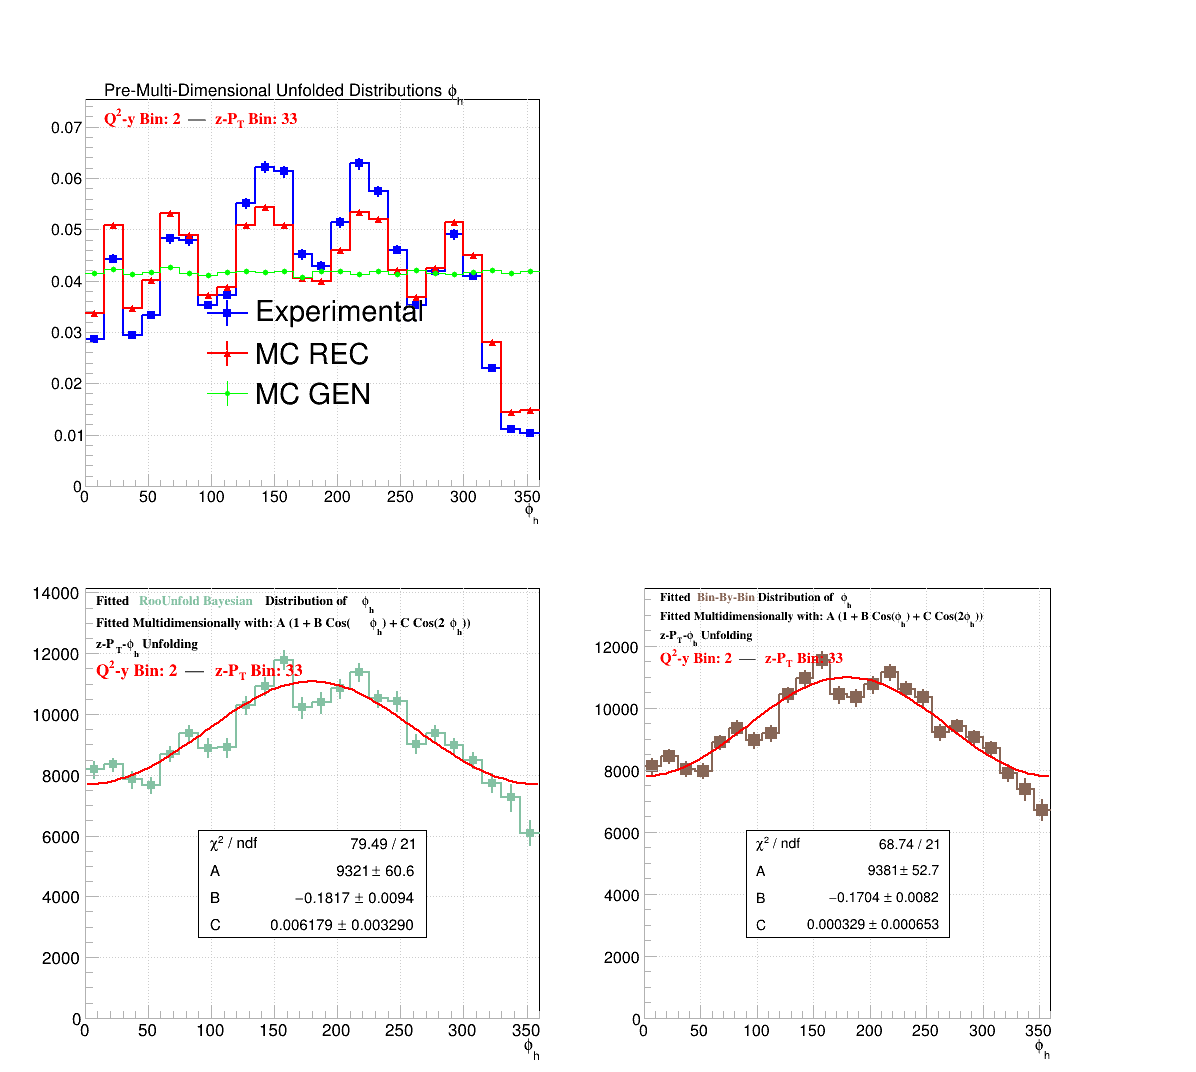 Pre-Multi-Dimensional Unfolded Distributions ϕh
Q²-y Bin: 2 — z-PT Bin: 33
0.07
0.06
0.05
0.04
0.03
0.02
0.01
0
Experimental
MC REC
MC GEN
0 50 100 150 200 250 300 350
ϕh
Fitted RooUnfold Bayesian Distribution of ϕh
Fitted Multidimensionally with: A (1 + B Cos( ϕh) + C Cos(2 ϕh))
z-PT-ϕh Unfolding
Q²-y Bin: 2 — z-PT Bin: 33
14000
12000
10000
8000
6000
4000
2000
0
χ² / ndf 79.49 / 21
A 9321 ± 60.6
B −0.1817 ± 0.0094
C 0.006179 ± 0.003290
0 50 100 150 200 250 300 350
ϕh
Fitted Bin-By-Bin Distribution of ϕh
Fitted Multidimensionally with: A (1 + B Cos(ϕh) + C Cos(2ϕh))
z-PT-ϕh Unfolding
Q²-y Bin: 2 — z-PT Bin: 33
12000
10000
8000
6000
4000
2000
0
χ² / ndf 68.74 / 21
A 9381 ± 52.7
B −0.1704 ± 0.0082
C 0.000329 ± 0.000653
0 50 100 150 200 250 300 350
ϕh